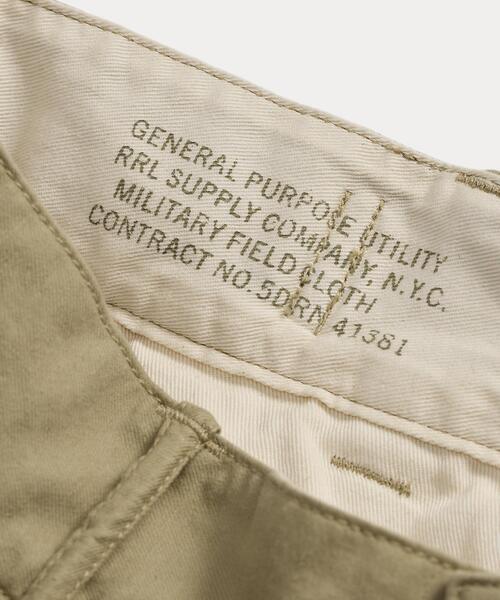 GENERAL PURPOSE UTILITY
RRL SUPPLY COMPANY, N.Y.C.
MILITARY FIELD CLOTH
CONTRACT NO.5DRN 41381